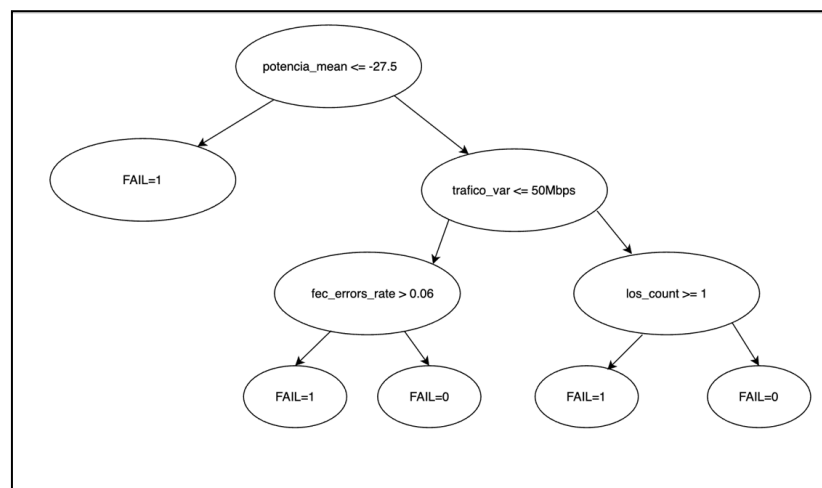 potencia_mean <= -27.5
FAIL=1
trafico_var <= 50Mbps
fec_errors_rate > 0.06
los_count >= 1
FAIL=1
FAIL=0
FAIL=1
FAIL=0